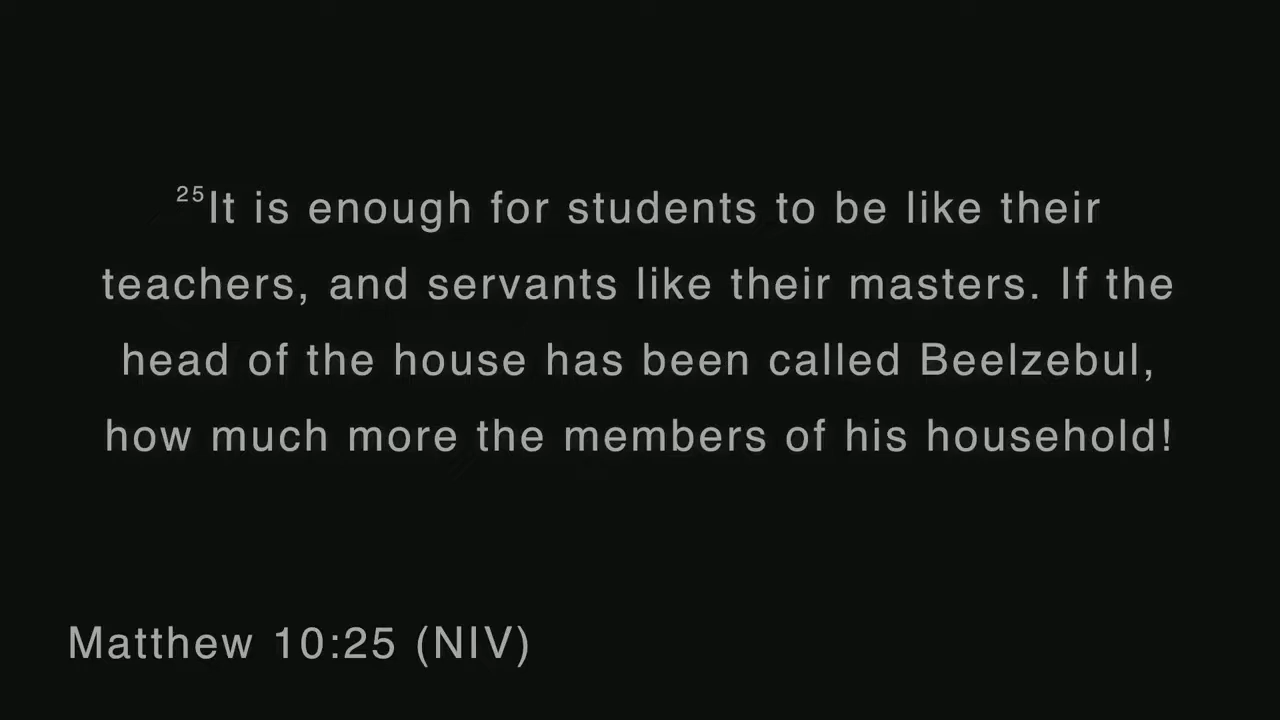 25It is enough for students to be like their
teachers, and servants like their masters. If the
head of the house has been called Beelzebul,
how much more the members of his household!
Matthew 10:25 (NIV)